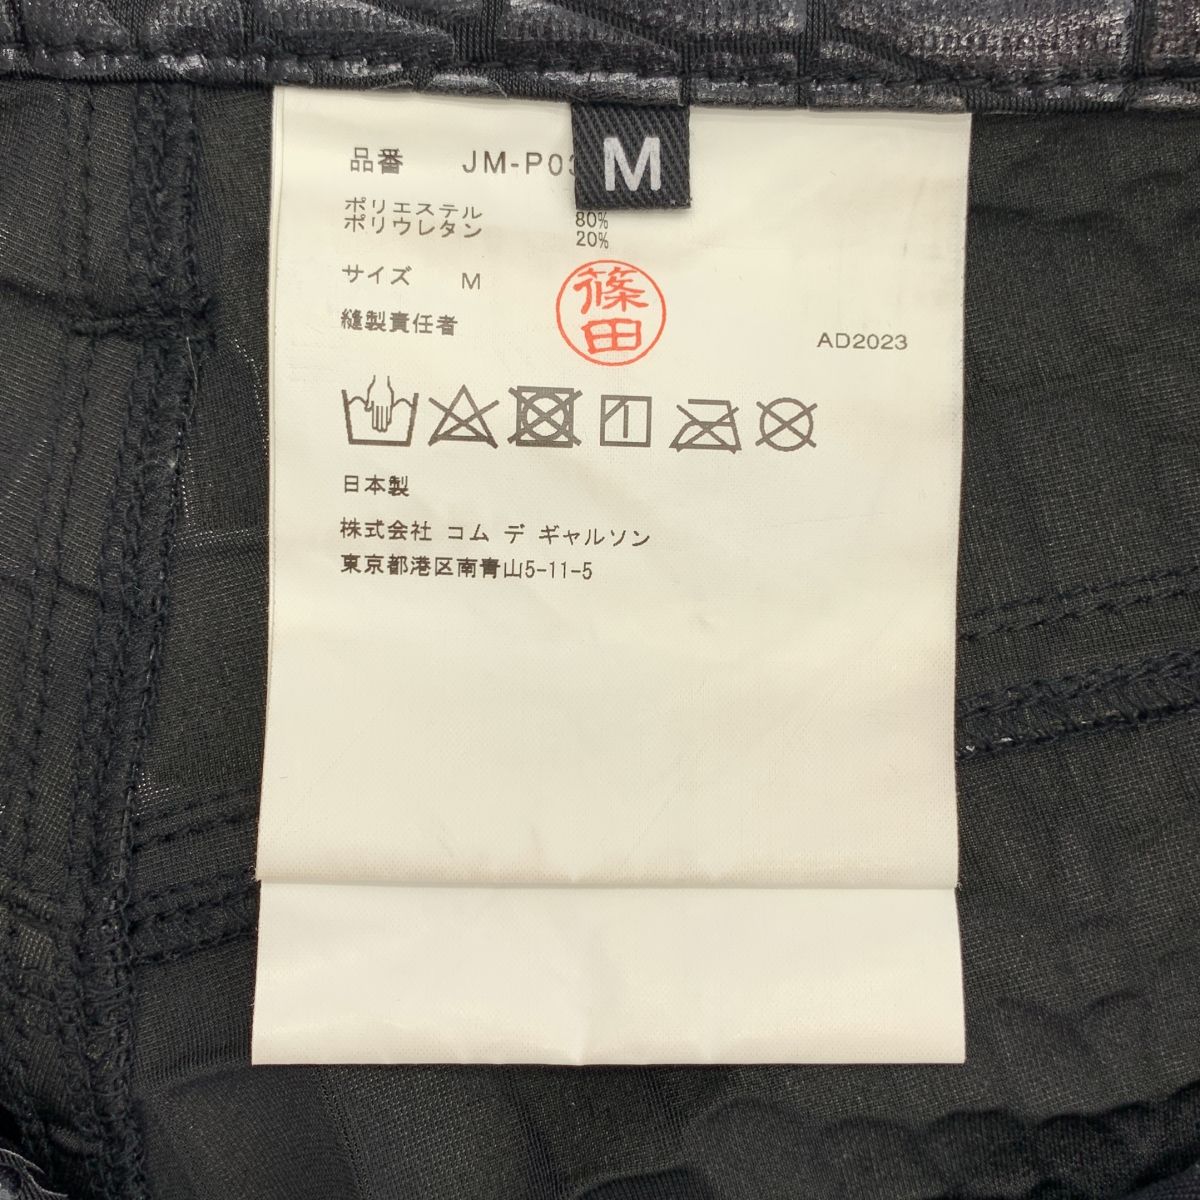 品番 JM-P03
M
ポリエステル 80%
ポリウレタン 20%
サイズ M
縫製責任者 篠田
AD2023
日本製
株式会社 コム デ ギャルソン
東京都港区南青山5-11-5